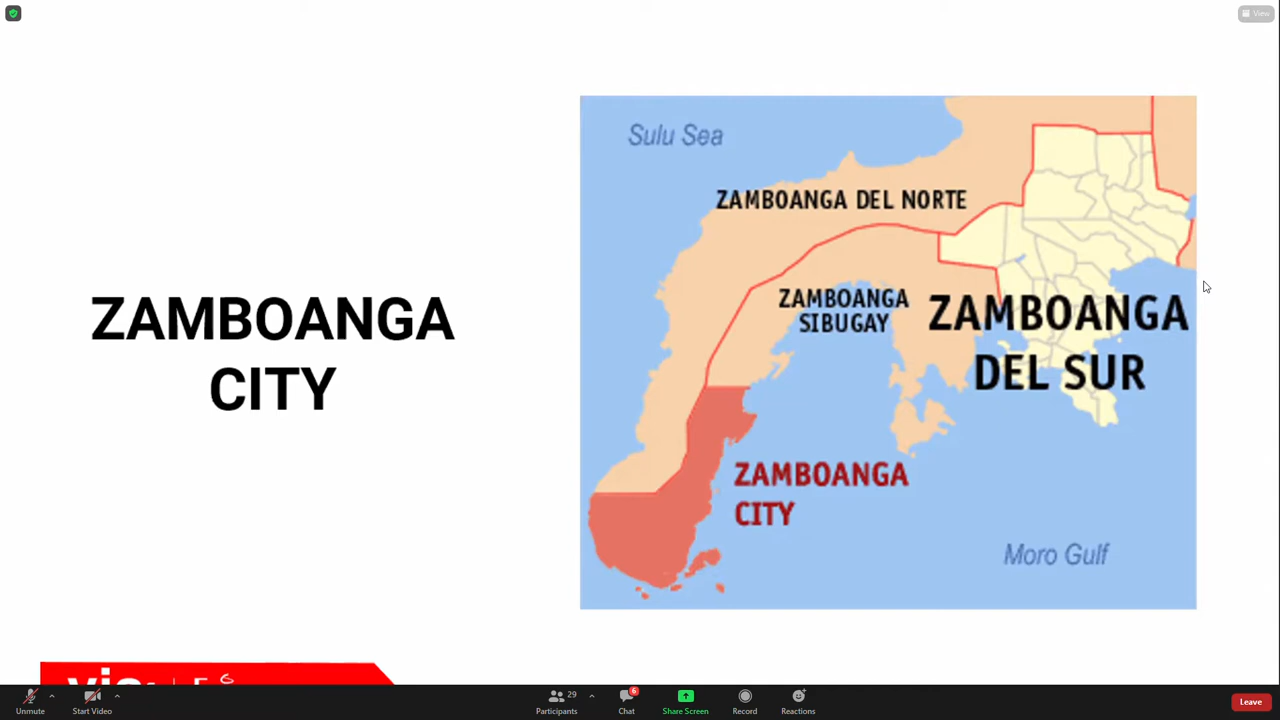 View
ZAMBOANGA
CITY
Sulu Sea
ZAMBOANGA DEL NORTE
ZAMBOANGA
SIBUGAY
ZAMBOANGA
DEL SUR
ZAMBOANGA
CITY
Moro Gulf
Unmute
Start Video
Participants
29
Chat
6
Share Screen
Record
Reactions
Leave